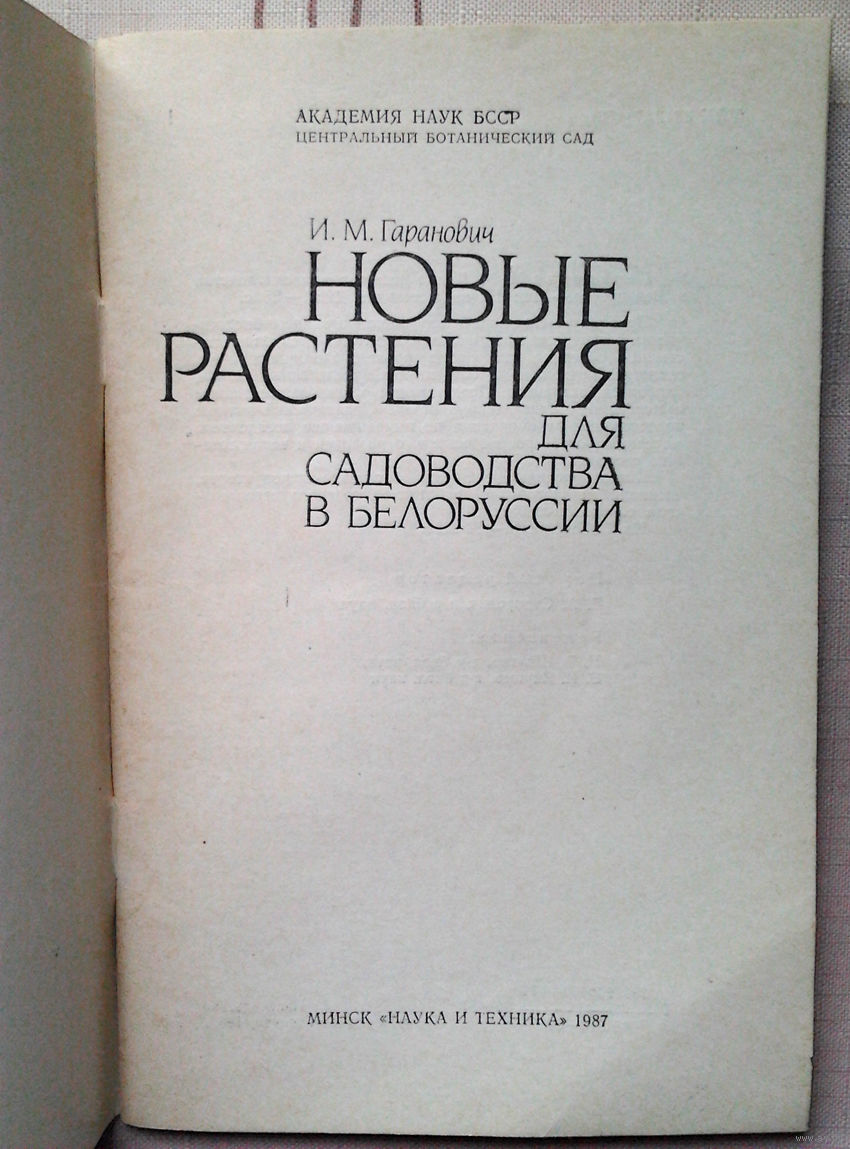 АКАДЕМИЯ НАУК БССР
ЦЕНТРАЛЬНЫЙ БОТАНИЧЕСКИЙ САД
И. М. Гаранович
НОВЫЕ
РАСТЕНИЯ
ДЛЯ
САДОВОДСТВА
В БЕЛОРУССИИ
МИНСК «НАУКА И ТЕХНИКА» 1987